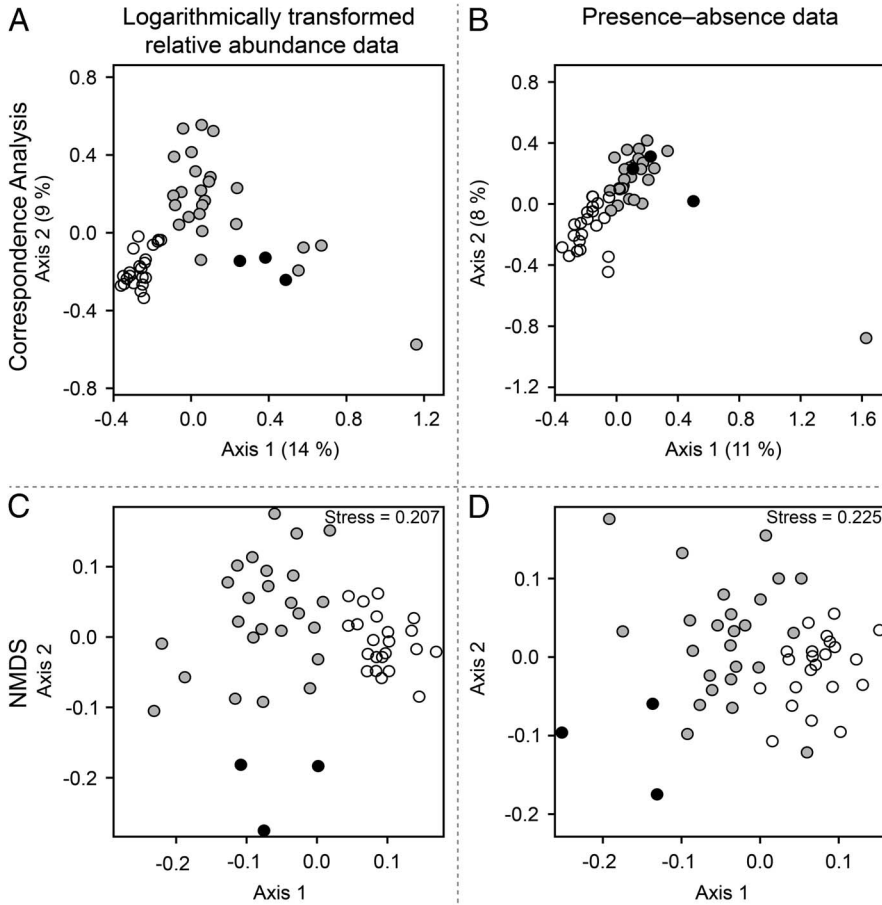 A
Logarithmically transformed
relative abundance data
B
Presence–absence data
Correspondence Analysis
Axis 2 (9 %)
0.8
0.4
0.0
-0.4
-0.8
-0.4
0.0
0.4
0.8
1.2
Axis 1 (14 %)
Axis 2 (8 %)
0.8
0.4
0.0
-0.4
-0.8
-1.2
-0.4
0.0
0.4
0.8
1.2
1.6
Axis 1 (11 %)
C
Stress = 0.207
NMDS
Axis 2
0.1
0.0
-0.1
-0.2
-0.2
-0.1
0.0
0.1
Axis 1
D
Stress = 0.225
Axis 2
0.1
0.0
-0.1
-0.2
-0.2
-0.1
0.0
0.1
Axis 1